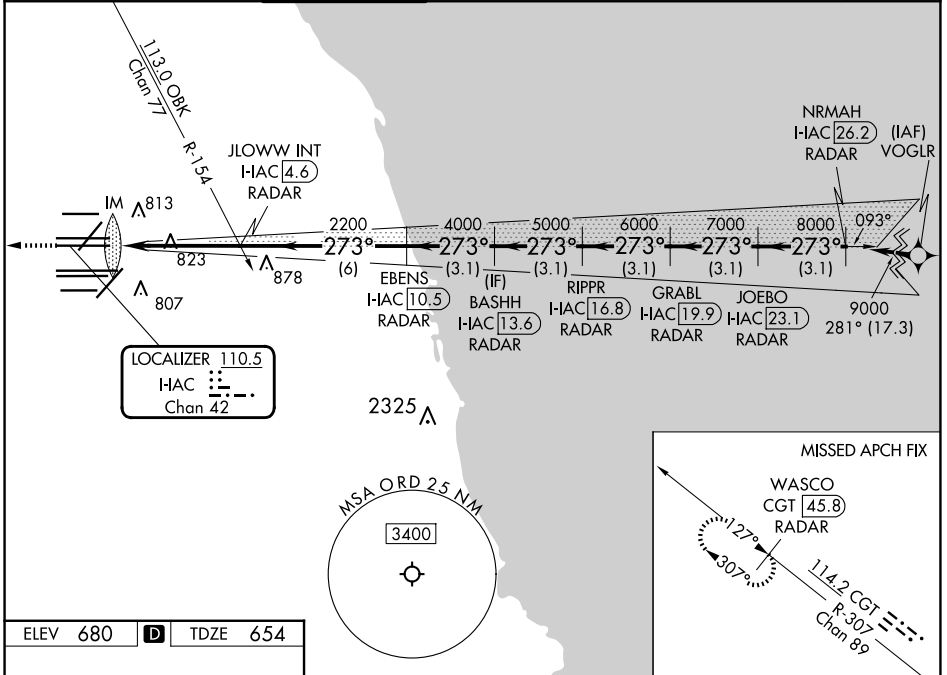 113.0 OBK
Chan 77
R-154
JLOWW INT
I-IAC 4.6
RADAR
NRMAH
I-IAC 26.2
RADAR
(IAF)
VOGLR
IM
813
823
878
807
2200
4000
5000
6000
7000
8000
093°
273°
273°
273°
273°
273°
273°
(6)
(3.1)
(3.1)
(3.1)
(3.1)
(3.1)
EBENS
I-IAC 10.5
RADAR
(IF)
BASHH
I-IAC 13.6
RADAR
RIPPR
I-IAC 16.8
RADAR
GRABL
I-IAC 19.9
RADAR
JOEBO
I-IAC 23.1
RADAR
9000
281° (17.3)
LOCALIZER 110.5
I-IAC
Chan 42
2325
MSA ORD 25 NM
3400
MISSED APCH FIX
WASCO
CGT 45.8
RADAR
127°
307°
114.2 CGT
R-307
Chan 89
ELEV 680 D TDZE 654